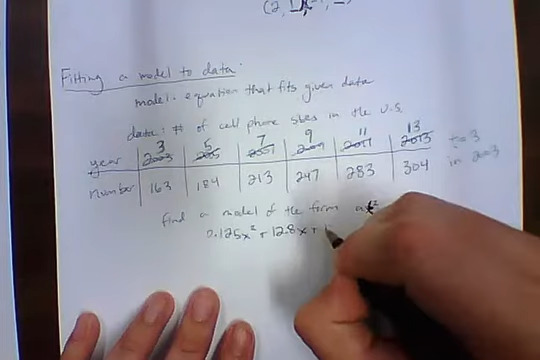 (2,
Fitting a model to data.
model: equation that fits given data
data: # of cell phone sites in the U.S.
3 5 7 9 11 13
year 2003 2005 2007 2009 2011 2013 t=3
number 163 184 213 247 283 304 in 2003
find a model of the form
0.125x² + 12.8x +